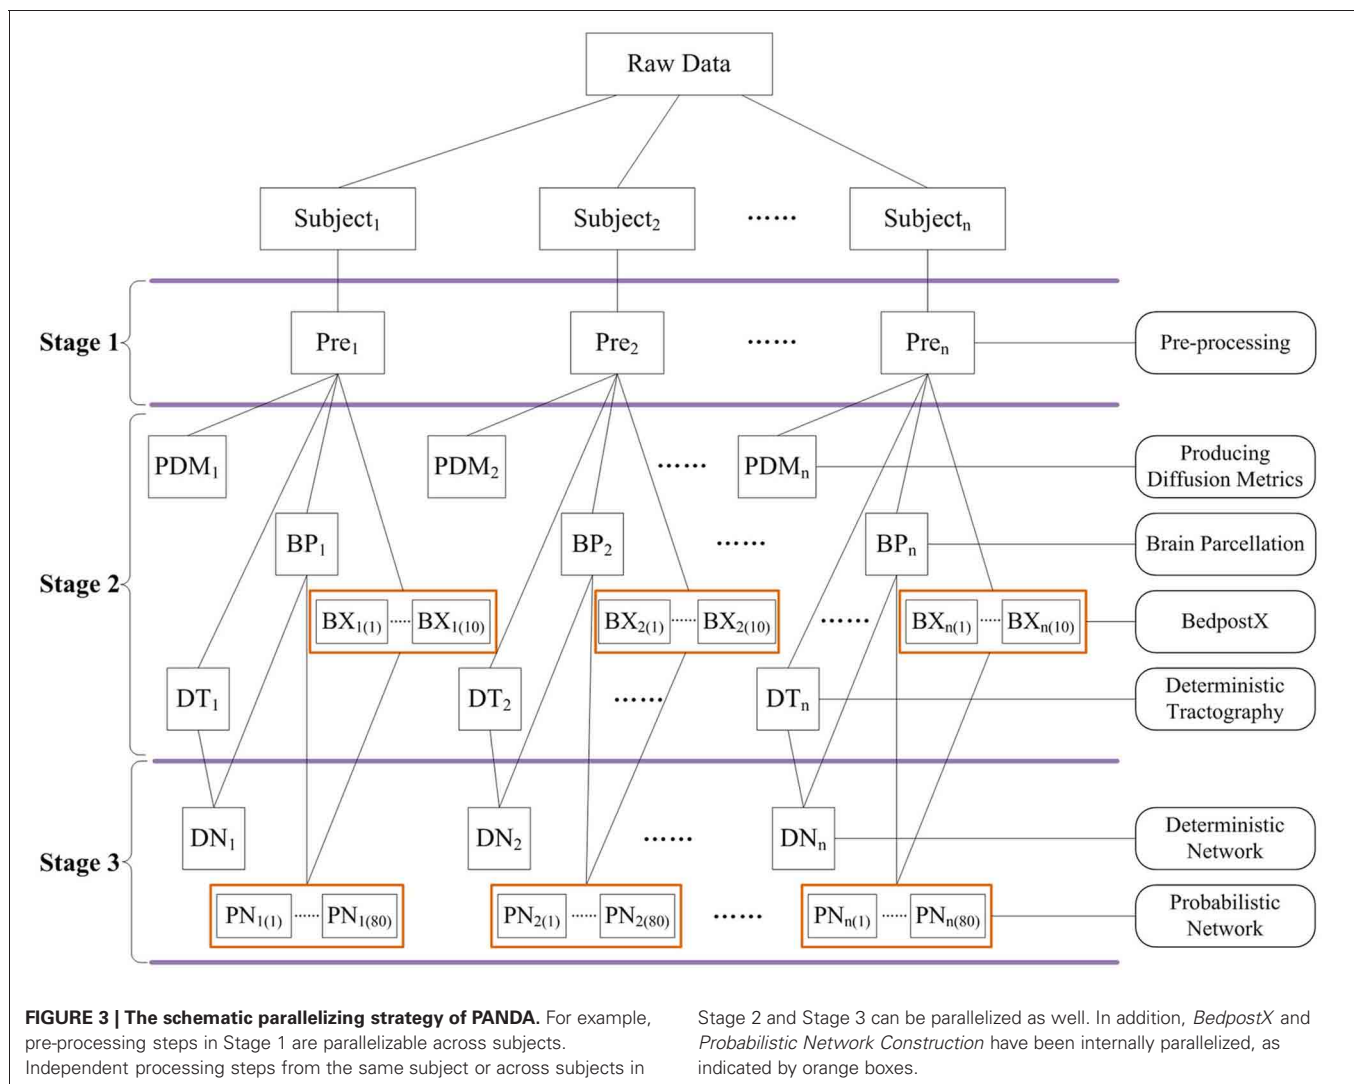 Raw Data
Subject1
Subject2
......
Subjectn
Stage 1
Pre1
Pre2
......
Pren
Pre-processing
Stage 2
PDM1
PDM2
......
PDMn
Producing
Diffusion Metrics
BP1
BP2
......
BPn
Brain Parcellation
BX1(1) ...... BX1(10)
BX2(1) ...... BX2(10)
......
BXn(1) ...... BXn(10)
BedpostX
DT1
DT2
......
DTn
Deterministic
Tractography
Stage 3
DN1
DN2
......
DNn
Deterministic
Network
PN1(1) ...... PN1(80)
PN2(1) ...... PN2(80)
......
PNn(1) ...... PNn(80)
Probabilistic
Network
FIGURE 3 | The schematic parallelizing strategy of PANDA. For example,
pre-processing steps in Stage 1 are parallelizable across subjects.
Independent processing steps from the same subject or across subjects in
Stage 2 and Stage 3 can be parallelized as well. In addition, BedpostX and
Probabilistic Network Construction have been internally parallelized, as
indicated by orange boxes.